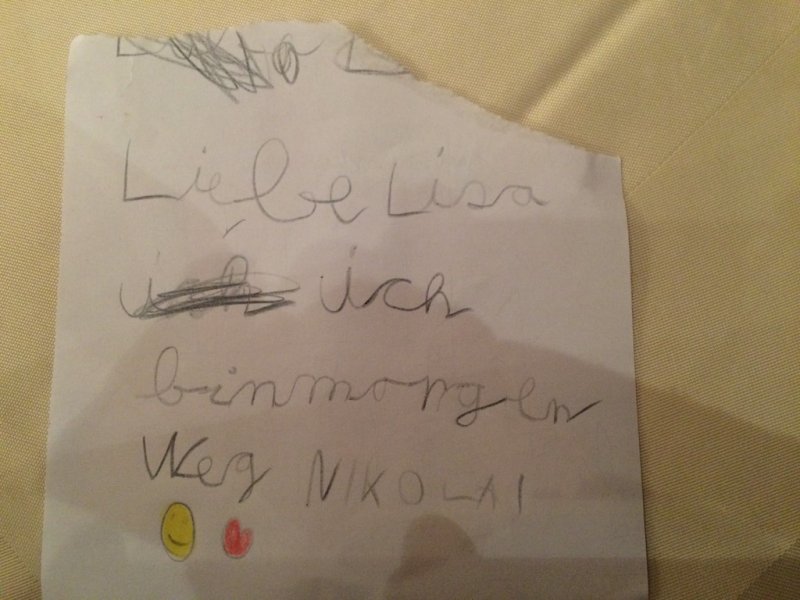 Liebe Lisa
ich
binmorgen
Weg NIKOLAI